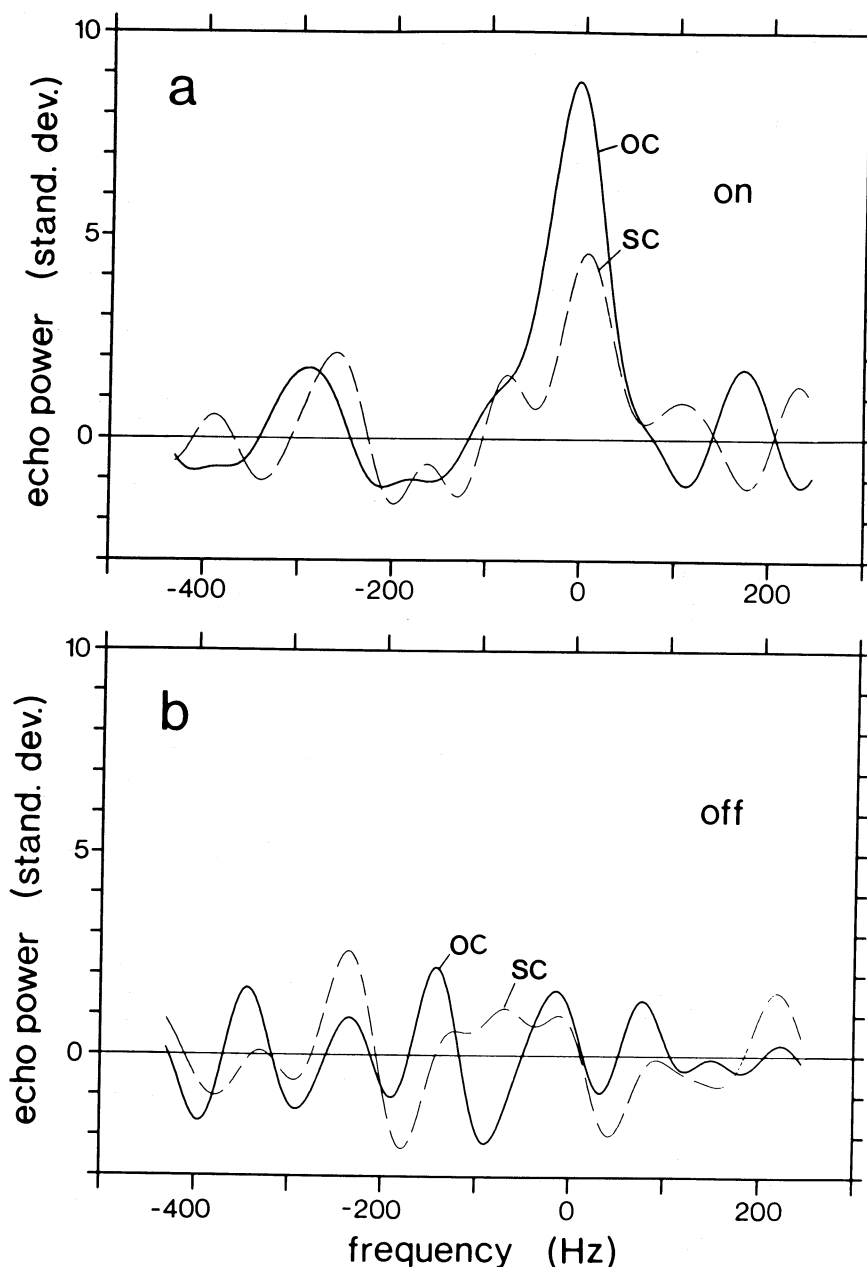 10
a
oc
on
sc
5
0
echo power (stand. dev.)
-400 -200 0 200
10
b
off
5
oc
sc
0
echo power (stand. dev.)
-400 -200 0 200
frequency (Hz)